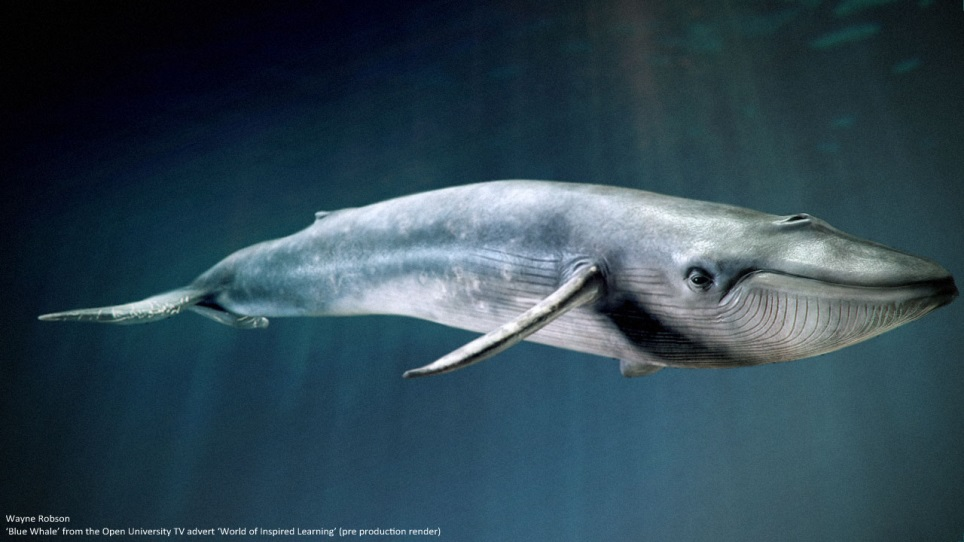 Wayne Robson
‘Blue Whale’ from the Open University TV advert ‘World of Inspired Learning’ (pre production render)